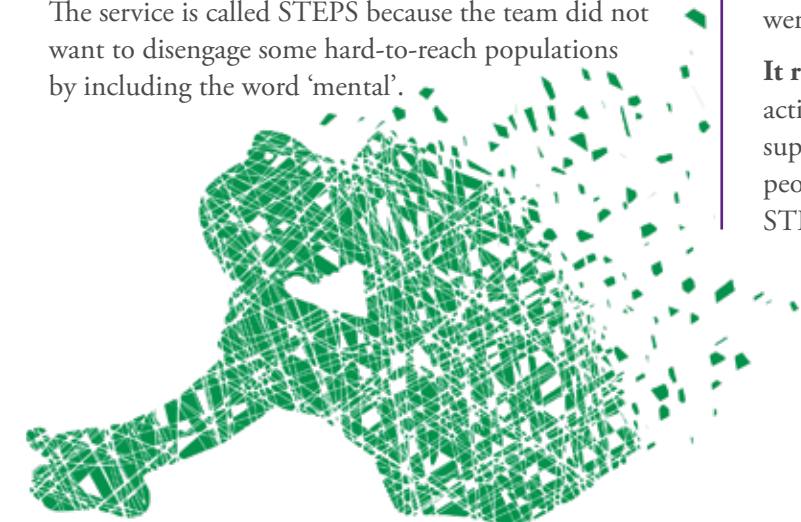 The service is called STEPS because the team did not
want to disengage some hard-to-reach populations
by including the word ‘mental’.